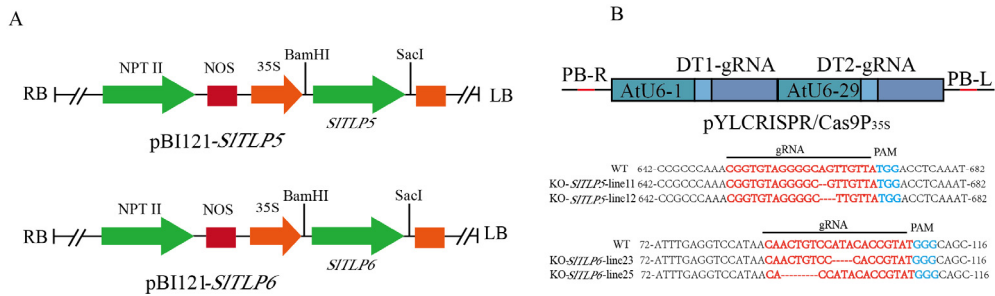 A
BamHI
SacI
NPT II NOS 35S
RB LB
SlTLP5
pBI121-SlTLP5
BamHI
SacI
NPT II NOS 35S
RB LB
SlTLP6
pBI121-SlTLP6
B
DT1-gRNA DT2-gRNA
PB-R PB-L
AtU6-1 AtU6-29
pYLCRISPR/Cas9P35S
gRNA PAM
WT 642-CCGCCCAAACGGTGTAGGGGCAGTTGTTATGGACCTCAAAT-682
KO-SlTLP5-line11 642-CCGCCCAAACGGTGTAGGGGC--GTTGTTATGGACCTCAAAT-682
KO-SlTLP5-line12 642-CCGCCCAAACGGTGTAGGGGC----TTGTTATGGACCTCAAAT-682
gRNA PAM
WT 72-ATTTGAGGTCCATAACAACTGTCCATACACCGTATGGGCAGC-116
KO-SlTLP6-line23 72-ATTTGAGGTCCATAACAACTGTCC-----CACCGTATGGGCAGC-116
KO-SlTLP6-line25 72-ATTTGAGGTCCATAACA---------CCATACACCGTATGGGCAGC-116